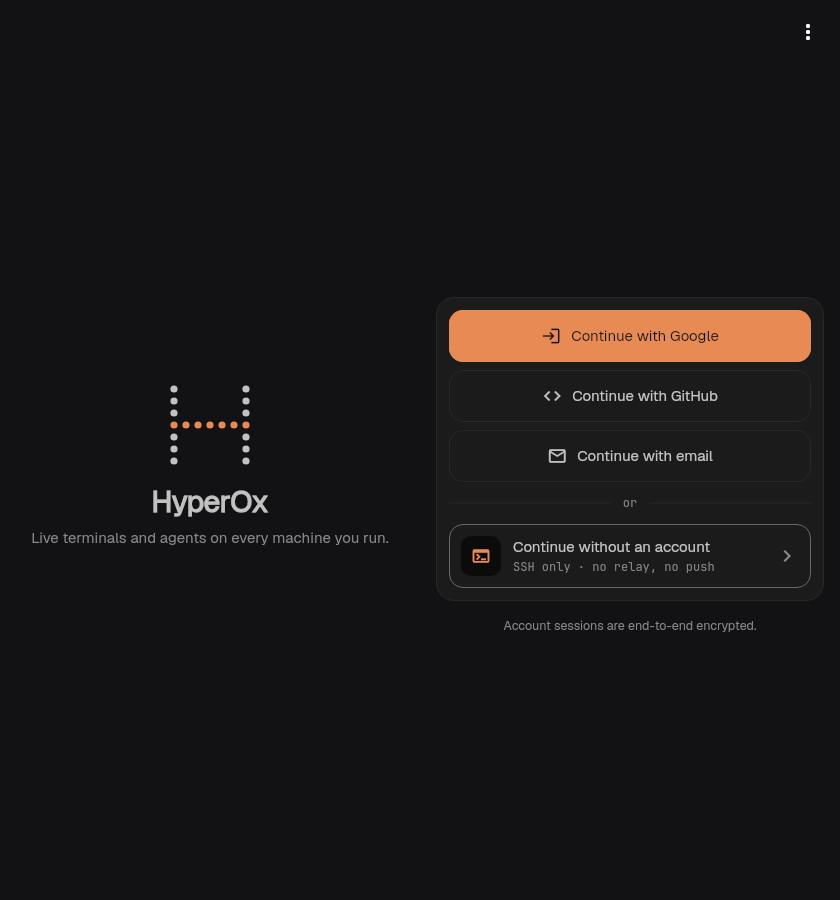 HyperOx
Live terminals and agents on every machine you run.
Continue with Google
Continue with GitHub
Continue with email
or
Continue without an account
SSH only · no relay, no push
Account sessions are end-to-end encrypted.